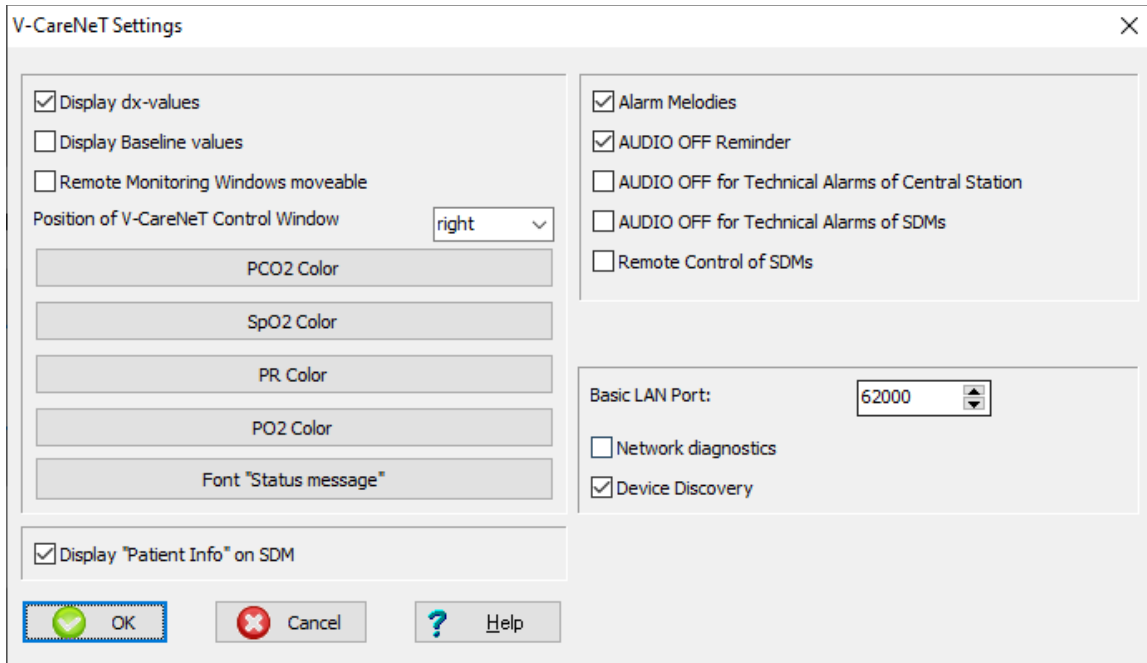 V-CareNeT Settings
Display dx-values
Display Baseline values
Remote Monitoring Windows moveable
Position of V-CareNeT Control Window
right
PCO2 Color
SpO2 Color
PR Color
PO2 Color
Font "Status message"
Display "Patient Info" on SDM
Alarm Melodies
AUDIO OFF Reminder
AUDIO OFF for Technical Alarms of Central Station
AUDIO OFF for Technical Alarms of SDMs
Remote Control of SDMs
Basic LAN Port:
62000
Network diagnostics
Device Discovery
OK
Cancel
Help